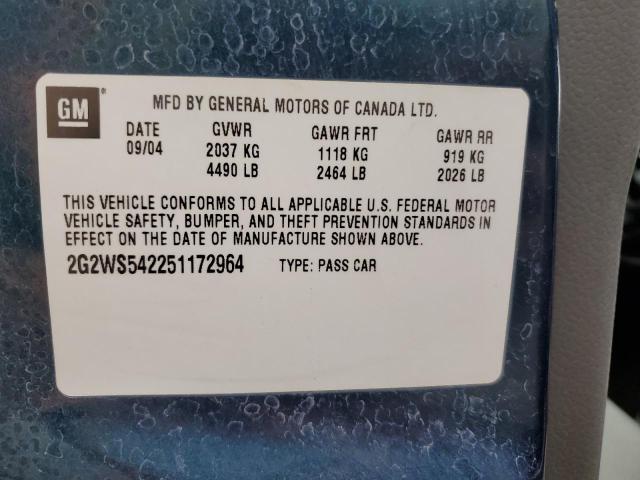 GM ®
MFD BY GENERAL MOTORS OF CANADA LTD.
DATE GVWR GAWR FRT GAWR RR
09/04 2037 KG 1118 KG 919 KG
4490 LB 2464 LB 2026 LB
THIS VEHICLE CONFORMS TO ALL APPLICABLE U.S. FEDERAL MOTOR
VEHICLE SAFETY, BUMPER, AND THEFT PREVENTION STANDARDS IN
EFFECT ON THE DATE OF MANUFACTURE SHOWN ABOVE.
2G2WS542251172964 TYPE: PASS CAR